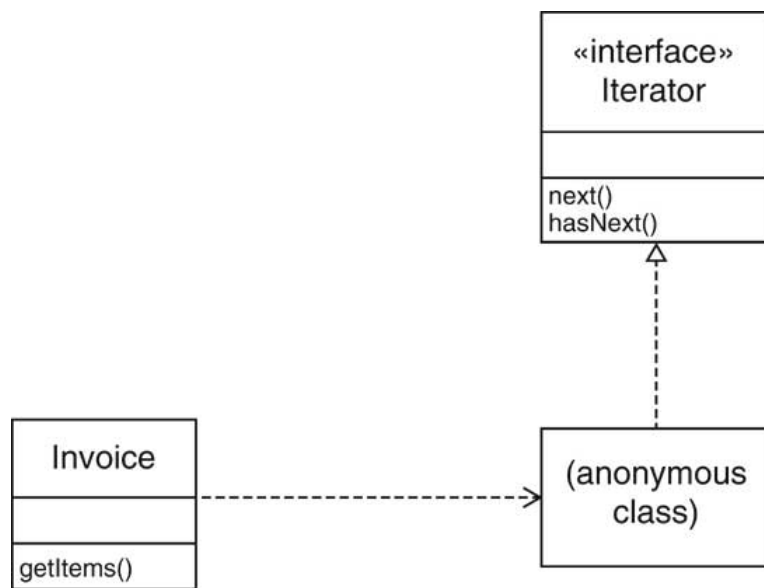 «interface»
Iterator
next()
hasNext()
Invoice
getItems()
(anonymous
class)